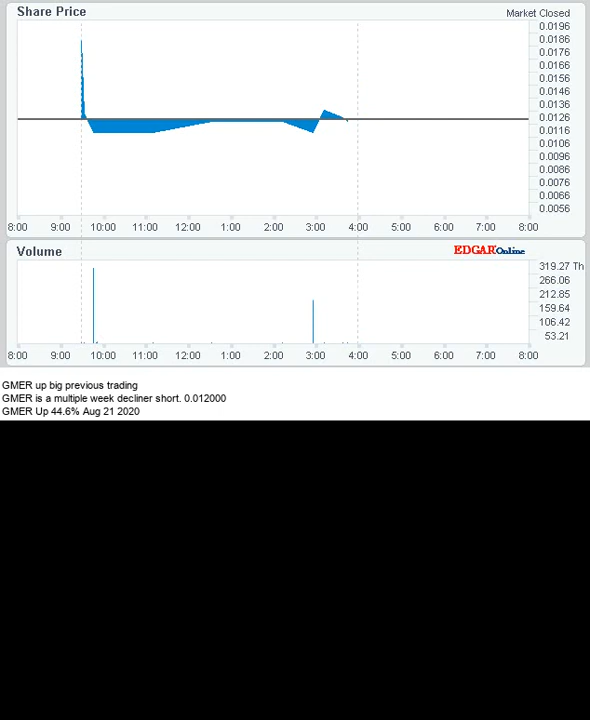 Share Price
Market Closed
0.0196
0.0186
0.0176
0.0166
0.0156
0.0146
0.0136
0.0126
0.0116
0.0106
0.0096
0.0086
0.0076
0.0066
0.0056
8:00 9:00 10:00 11:00 12:00 1:00 2:00 3:00 4:00 5:00 6:00 7:00 8:00
Volume
EDGAROnline
319.27 Th
266.06
212.85
159.64
106.42
53.21
8:00 9:00 10:00 11:00 12:00 1:00 2:00 3:00 4:00 5:00 6:00 7:00 8:00
GMER up big previous trading
GMER is a multiple week decliner short. 0.012000
GMER Up 44.6% Aug 21 2020